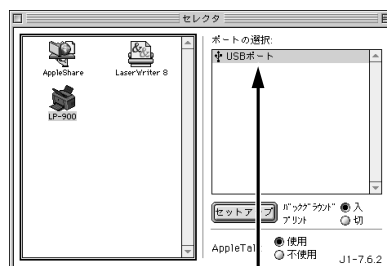 セレクタ
AppleShare
LaserWriter 8
LP-900
ポートの選択:
USBポート
セットアップ
バックグラウンド
プリント
入
切
AppleTalk
使用
不使用
J1-7.6.2